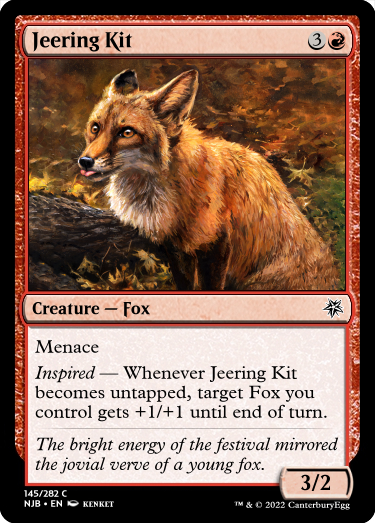 Jeering Kit 3
Creature — Fox
Menace
Inspired — Whenever Jeering Kit
becomes untapped, target Fox you
control gets +1/+1 until end of turn.
The bright energy of the festival mirrored
the jovial verve of a young fox.
3/2
145/282 C
NJB • EN KENKET
™ & © 2022 CanterburyEgg